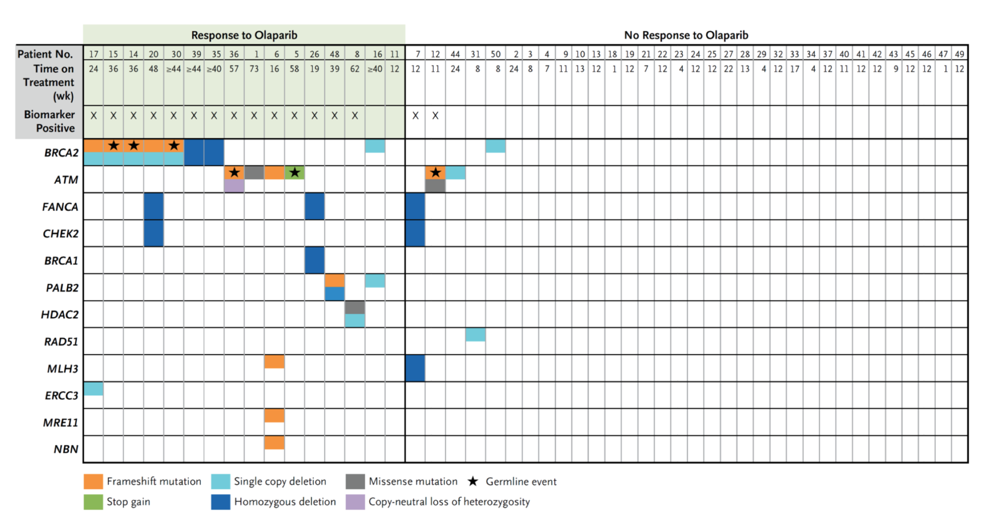 Response to Olaparib No Response to Olaparib
Patient No. 17 15 14 20 30 39 35 36 1 6 5 26 48 8 16 11 7 12 44 31 50 2 3 4 9 10 13 18 19 21 22 23 24 25 27 28 29 32 33 34 37 40 41 42 43 45 46 47 49
Time on 24 36 36 48 ≥44 ≥44 ≥40 57 73 16 58 19 39 62 ≥40 12 12 11 24 8 8 24 8 7 11 13 12 1 12 7 12 4 12 12 22 13 4 12 17 4 12 11 12 12 9 12 12 1 12
Treatment
(wk)
Biomarker X X X X X X X X X X X X X X X X
Positive
BRCA2
ATM
FANCA
CHEK2
BRCA1
PALB2
HDAC2
RAD51
MLH3
ERCC3
MRE11
NBN
Frameshift mutation Single copy deletion Missense mutation ★ Germline event
Stop gain Homozygous deletion Copy-neutral loss of heterozygosity